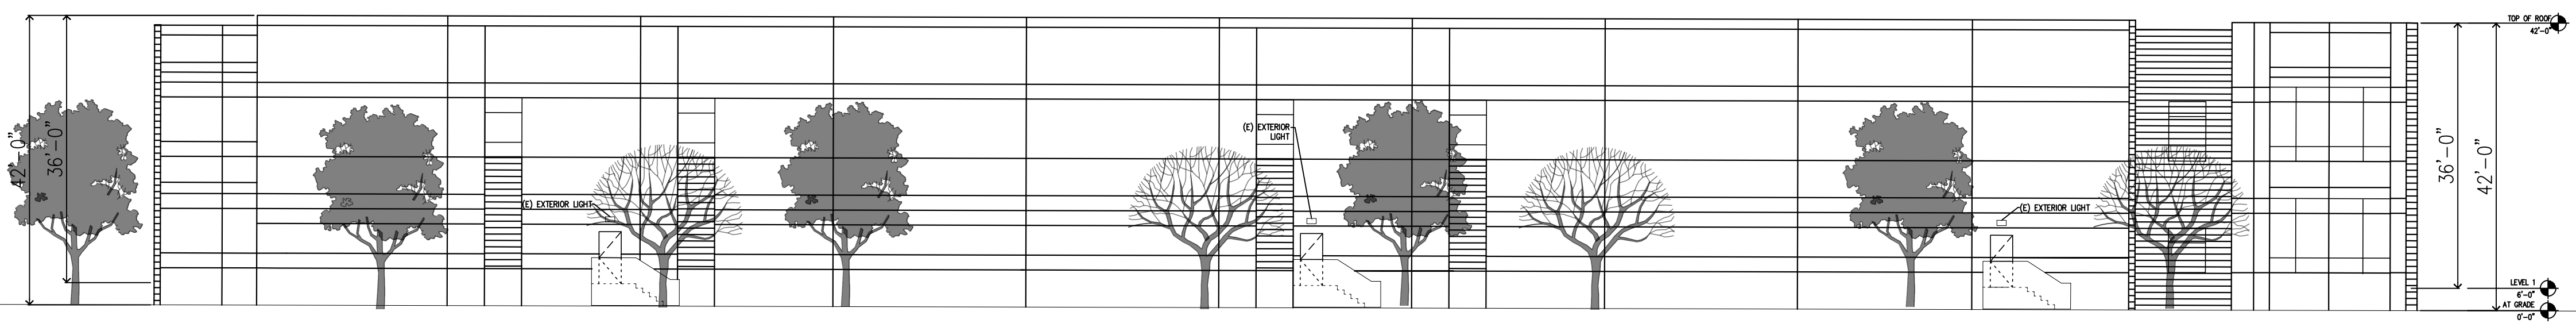 42'-0"
36'-0"
(E) EXTERIOR LIGHT
(E) EXTERIOR
LIGHT
(E) EXTERIOR LIGHT
36'-0"
42'-0"
TOP OF ROOF
42'-0"
LEVEL 1
6'-0"
AT GRADE
0'-0"